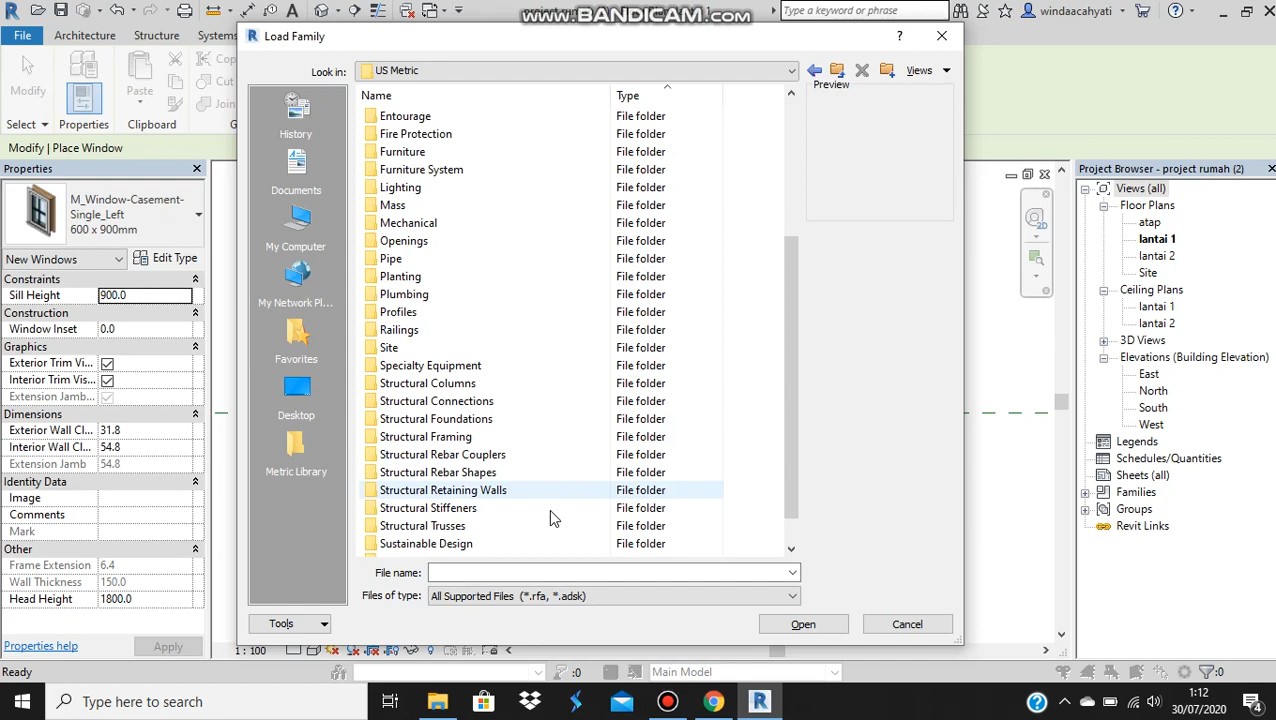 www.BANDICAM.com
Type a keyword or phrase
windaacahyati
File
Architecture
Structure
Systems
Load Family
Modify
Select
Properties
Paste
Clipboard
Cu
Join
G
Look in:
US Metric
Views
Preview
Name
Type
History
Documents
My Computer
My Network Pl...
Favorites
Desktop
Metric Library
Entourage File folder
Fire Protection File folder
Furniture File folder
Furniture System File folder
Lighting File folder
Mass File folder
Mechanical File folder
Openings File folder
Pipe File folder
Planting File folder
Plumbing File folder
Profiles File folder
Railings File folder
Site File folder
Specialty Equipment File folder
Structural Columns File folder
Structural Connections File folder
Structural Foundations File folder
Structural Framing File folder
Structural Rebar Couplers File folder
Structural Rebar Shapes File folder
Structural Retaining Walls File folder
Structural Stiffeners File folder
Structural Trusses File folder
Sustainable Design File folder
File name:
Files of type: All Supported Files (*.rfa, *.adsk)
Tools
Open
Cancel
Modify | Place Window
Properties
M_Window-Casement-
Single_Left
600 x 900mm
New Windows
Edit Type
Constraints
Sill Height 900.0
Construction
Window Inset 0.0
Graphics
Exterior Trim Vi...
Interior Trim Vis...
Extension Jamb...
Dimensions
Exterior Wall Cl... 31.8
Interior Wall Cl... 54.8
Extension Jamb 54.8
Identity Data
Image
Comments
Mark
Other
Frame Extension 6.4
Wall Thickness 150.0
Head Height 1800.0
Properties help
Apply
Project Browser - project rumah (2)
Views (all)
Floor Plans
atap
lantai 1
lantai 2
Site
Ceiling Plans
lantai 1
lantai 2
3D Views
Elevations (Building Elevation)
East
North
South
West
Legends
Schedules/Quantities (all)
Sheets (all)
Families
Groups
Revit Links
2D
1 : 100
Ready
:0
Main Model
:0
Type here to search
1:12
30/07/2020
4